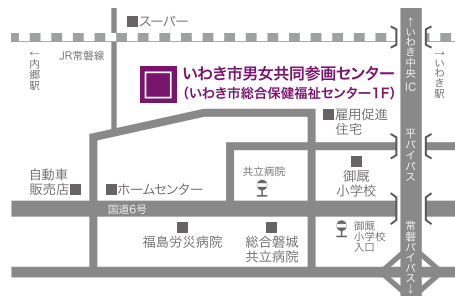 ■スーパー
←内郷駅
JR常磐線
←いわき中央IC
→いわき駅
いわき市男女共同参画センター
（いわき市総合保健福祉センター1F）
■雇用促進
住宅
平バイパス
自動車
販売店■
■ホームセンター
共立病院
御厩
小学校
国道6号
福島労災病院
総合磐城
共立病院
御厩
小学校
入口
常磐バイパス→